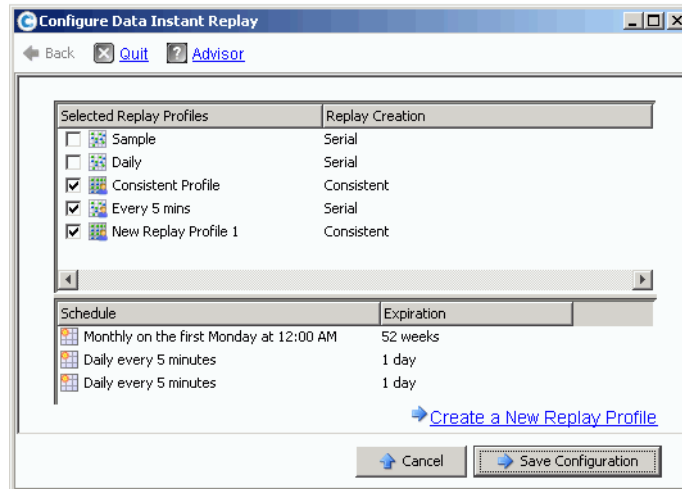 Configure Data Instant Replay
Back Quit Advisor
Selected Replay Profiles Replay Creation
Sample Serial
Daily Serial
Consistent Profile Consistent
Every 5 mins Serial
New Replay Profile 1 Consistent
Schedule Expiration
Monthly on the first Monday at 12:00 AM 52 weeks
Daily every 5 minutes 1 day
Daily every 5 minutes 1 day
Create a New Replay Profile
Cancel Save Configuration